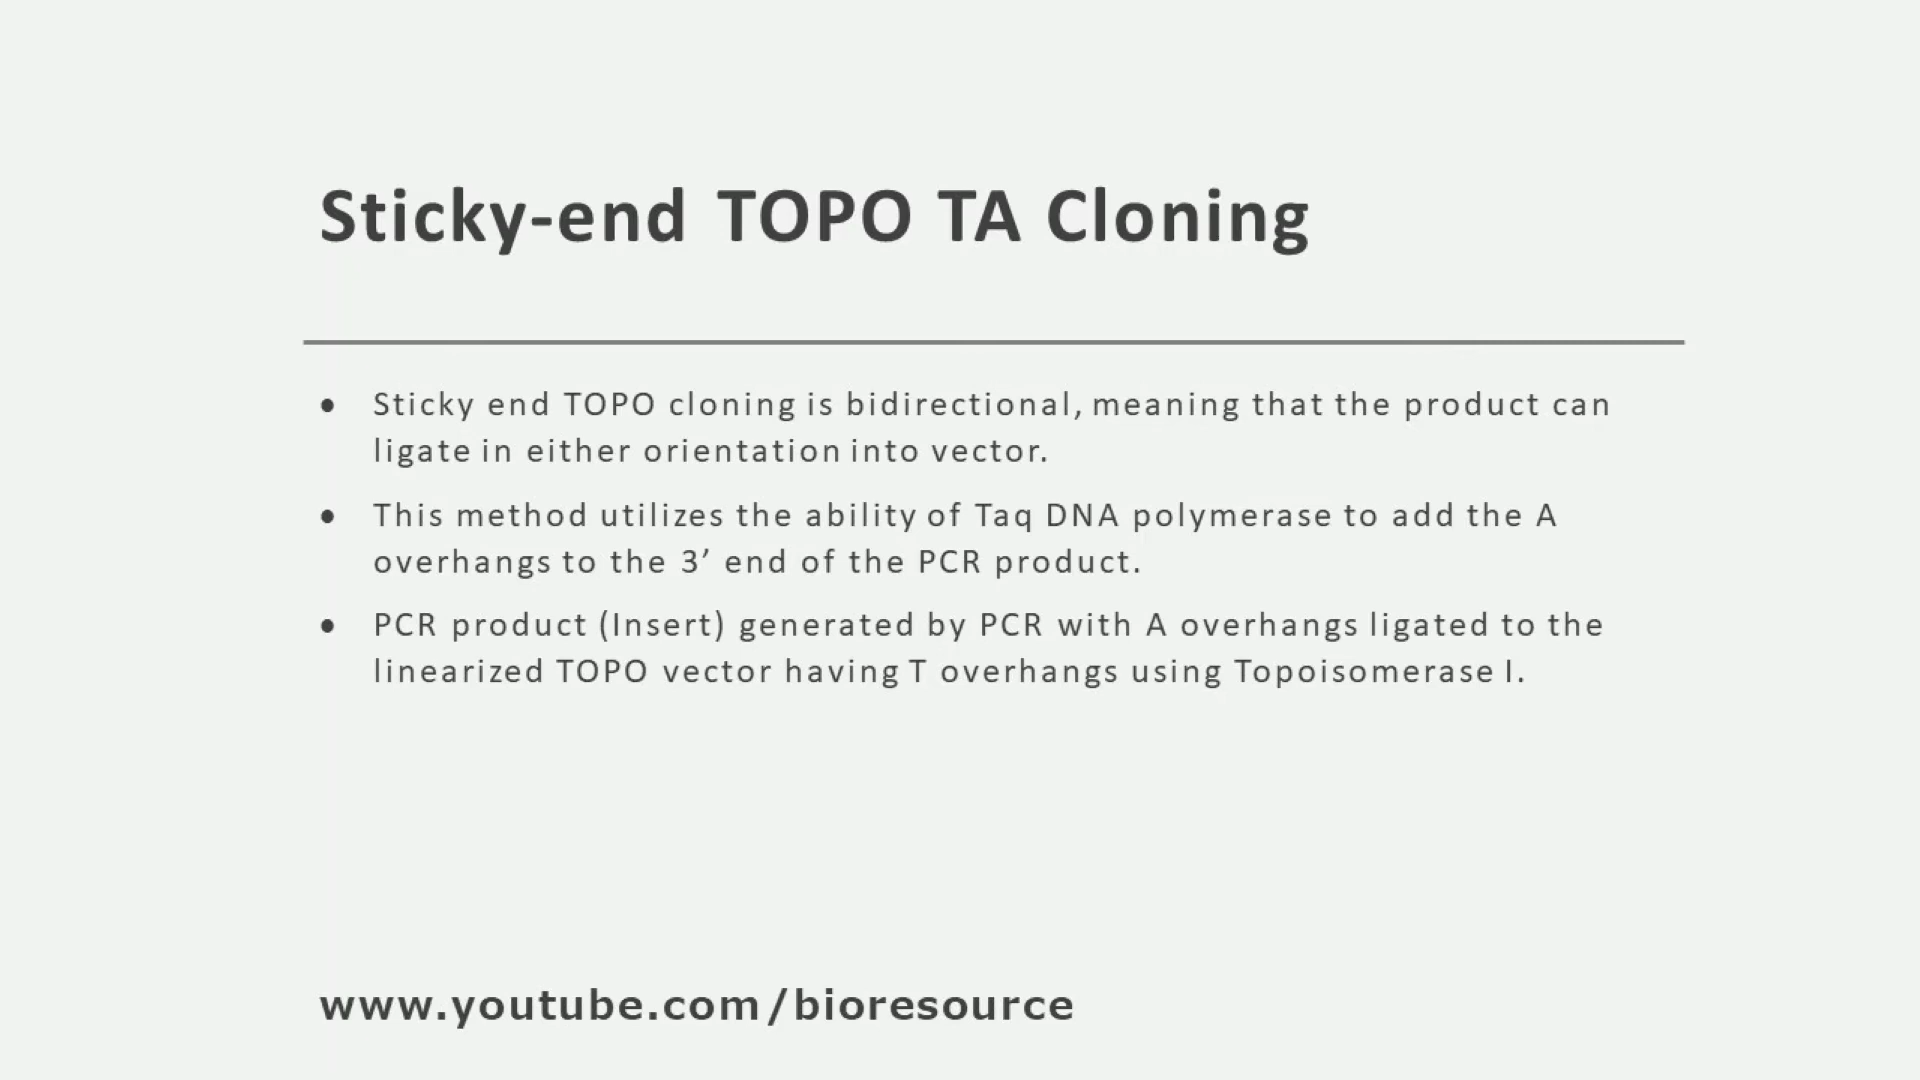 Sticky-end TOPO TA Cloning
• Sticky end TOPO cloning is bidirectional, meaning that the product can
ligate in either orientation into vector.
• This method utilizes the ability of Taq DNA polymerase to add the A
overhangs to the 3’ end of the PCR product.
• PCR product (Insert) generated by PCR with A overhangs ligated to the
linearized TOPO vector having T overhangs using Topoisomerase I.
www.youtube.com/bioresource